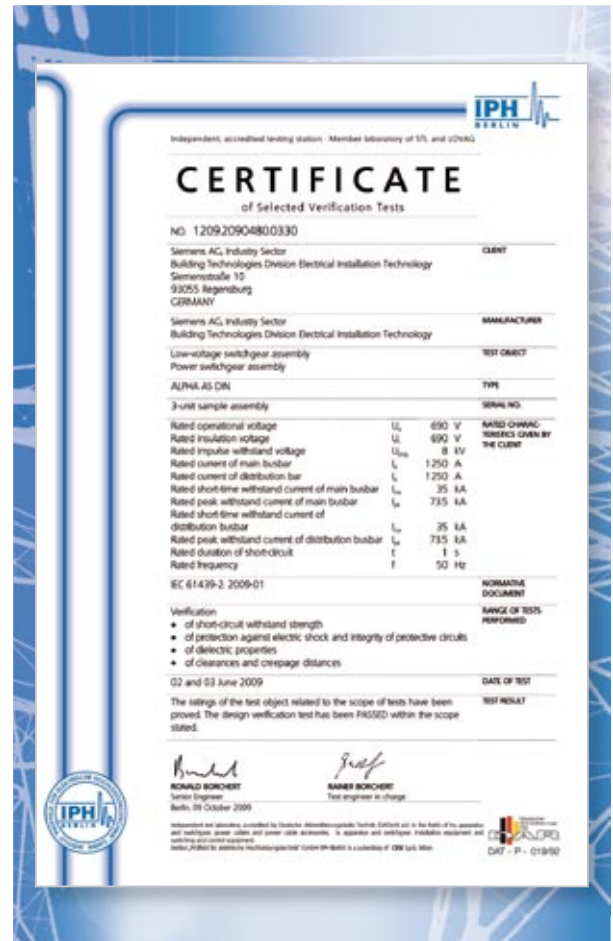 IPH
BERLIN
Independent, accredited testing station · Member laboratory of STL and LOVAG
CERTIFICATE
of Selected Verification Tests
NO. 1209.2090480.0330
Siemens AG, Industry Sector CLIENT
Building Technologies Division Electrical Installation Technology
Siemensstraße 10
93055 Regensburg
GERMANY
Siemens AG, Industry Sector MANUFACTURER
Building Technologies Division Electrical Installation Technology
Low-voltage switchgear assembly TEST OBJECT
Power switchgear assembly
ALPHA AS DIN TYPE
3-unit sample assembly SERIAL NO.
Rated operational voltage 690 V RATED CHARAC-
Rated insulation voltage 690 V TERISTICS GIVEN BY
Rated impulse withstand voltage 8 kV THE CLIENT
Rated current of main busbar 1250 A
Rated current of distribution bar 1250 A
Rated short-time withstand current of main busbar 35 kA
Rated peak withstand current of main busbar 73.5 kA
Rated short-time withstand current of
distribution busbar 35 kA
Rated peak withstand current of distribution busbar 73.5 kA
Rated duration of short-circuit t 1 s
Rated frequency f 50 Hz
IEC 61439-2: 2009-01 NORMATIVE
DOCUMENT
Verification RANGE OF TESTS
• of short-circuit withstand strength PERFORMED
• of protection against electric shock and integrity of protective circuits
• of dielectric properties
• of clearances and creepage distances
02 and 03 June 2009 DATE OF TEST
The ratings of the test object related to the scope of tests have been TEST RESULT
proved. The design verification test has been PASSED within the scope
stated.
RONALD BORCHERT RAINER BORCHERT
Senior Engineer Test engineer in charge
Berlin, 09 October 2009
IPH
BERLIN
DAT - P - 019/92